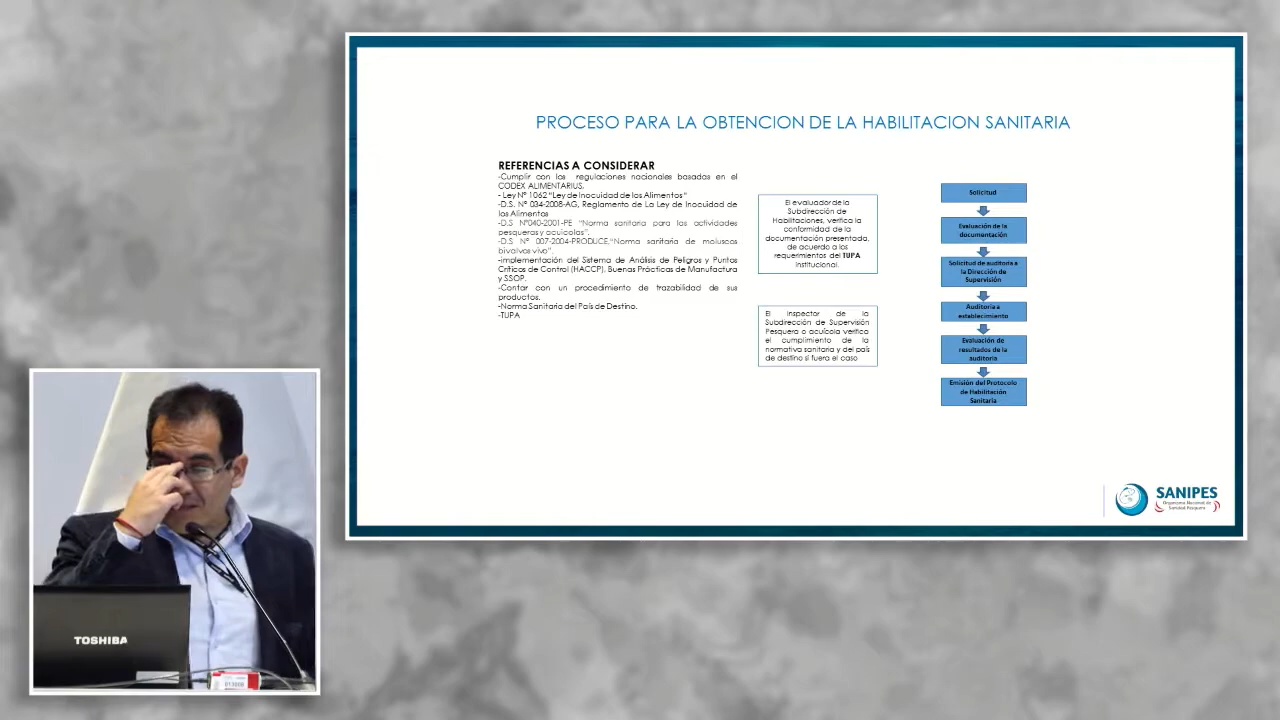 PROCESO PARA LA OBTENCION DE LA HABILITACION SANITARIA
REFERENCIAS A CONSIDERAR
-Cumplir con las regulaciones nacionales basadas en el
CODEX ALIMENTARIUS.
- Ley Nº 1062 "Ley de Inocuidad de los Alimentos"
-D.S. Nº 034-2008-AG, Reglamento De La Ley de Inocuidad de
los Alimentos
-D.S Nº040-2001-PE "Norma sanitaria para las actividades
pesqueras y acuícolas".
-D.S Nº 007-2004-PRODUCE,"Norma sanitaria de moluscos
bivalvos vivo".
-Implementación del Sistema de Análisis de Peligros y Puntos
Críticos de Control (HACCP), Buenas Prácticas de Manufactura
y SSOP.
-Contar con un procedimiento de trazabilidad de sus
productos.
-Norma Sanitaria del País de Destino.
-TUPA
El evaluador de la
Subdirección de
Habilitaciones, verifica la
conformidad de la
documentación presentada,
de acuerdo a los
requerimientos del TUPA
Institucional.
El inspector de la
Subdirección de Supervisión
Pesquera o acuícola verifica
el cumplimiento de la
normativa sanitaria y del país
de destino si fuera el caso
Solicitud
Evaluación de la
documentación
Solicitud de auditoria a
la Dirección de
Supervisión
Auditoria a
establecimiento
Evaluación de
resultados de la
auditoria
Emisión del Protocolo
de Habilitación
Sanitaria
SANIPES
Organismo Nacional de
Sanidad Pesquera
TOSHIBA